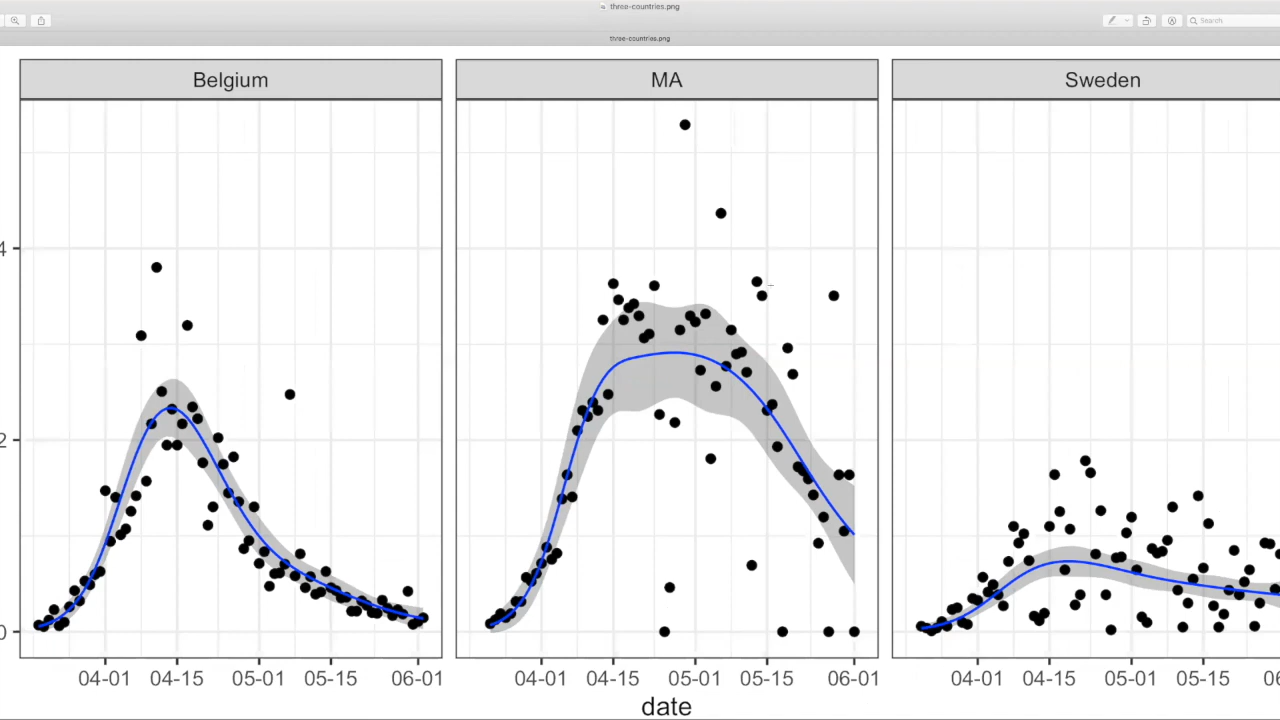 three-countries.png
Search
three-countries.png
Belgium MA Sweden
4
2
0
04-01 04-15 05-01 05-15 06-01 04-01 04-15 05-01 05-15 06-01 04-01 04-15 05-01 05-15
date